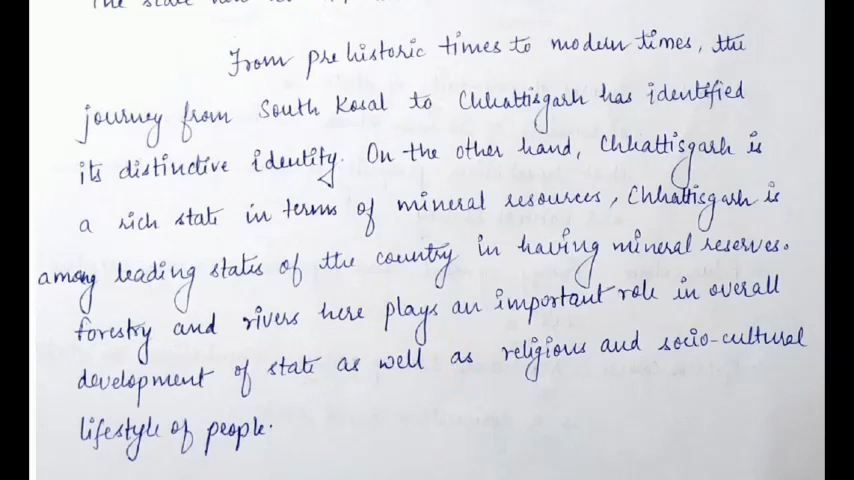 The state
From prehistoric times to modern times, the
journey from South Kosal to Chhattisgarh has identified
its distinctive identity. On the other hand, Chhattisgarh is
a rich state in terms of mineral resources, Chhattisgarh is
among leading states of the country in having mineral reserves.
forestry and rivers here plays an important role in overall
development of state as well as religious and socio-cultural
lifestyle of people.